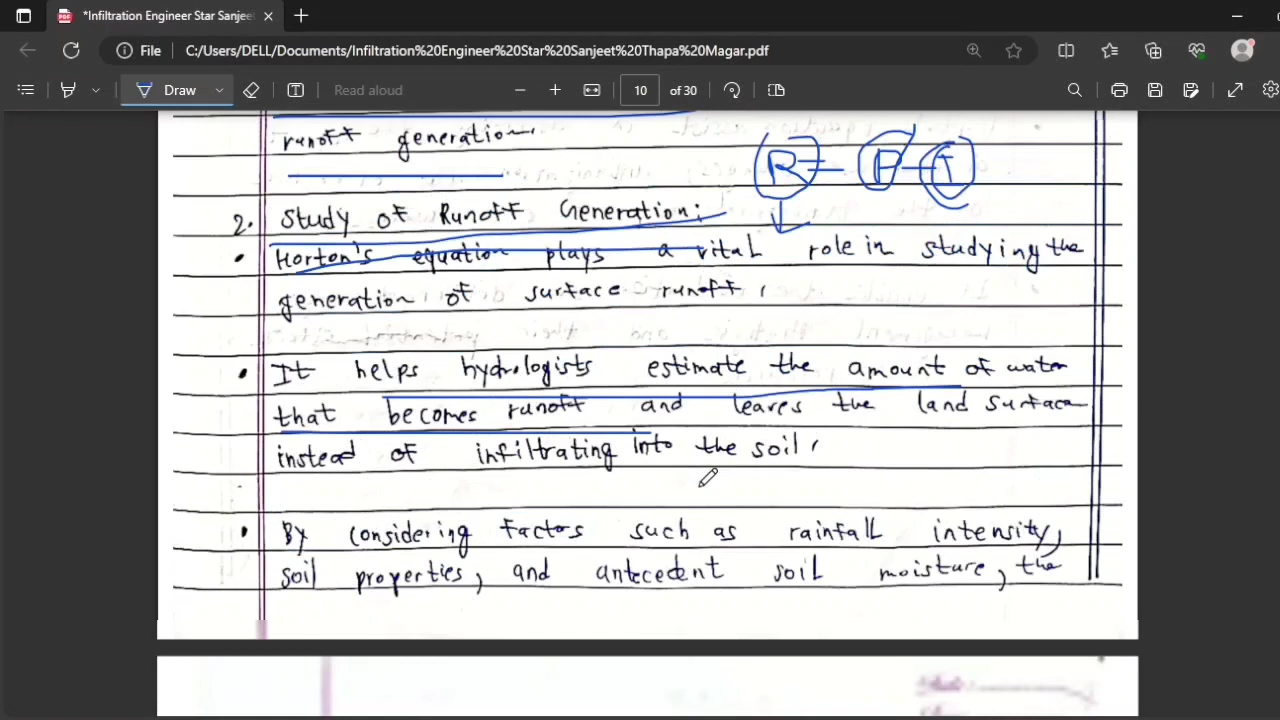 *Infiltration Engineer Star Sanjee
File C:/Users/DELL/Documents/Infiltration%20Engineer%20Star%20Sanjeet%20Thapa%20Magar.pdf
Draw Read aloud 10 of 30
runoff generation.
R = P - I
2. Study of Runoff Generation:
• Horton's equation plays a vital role in studying the
generation of surface runoff.
• It helps hydrologists estimate the amount of water
that becomes runoff and leaves the land surface
instead of infiltrating into the soil.
• By considering factors such as rainfall intensity,
soil properties, and antecedent soil moisture, the